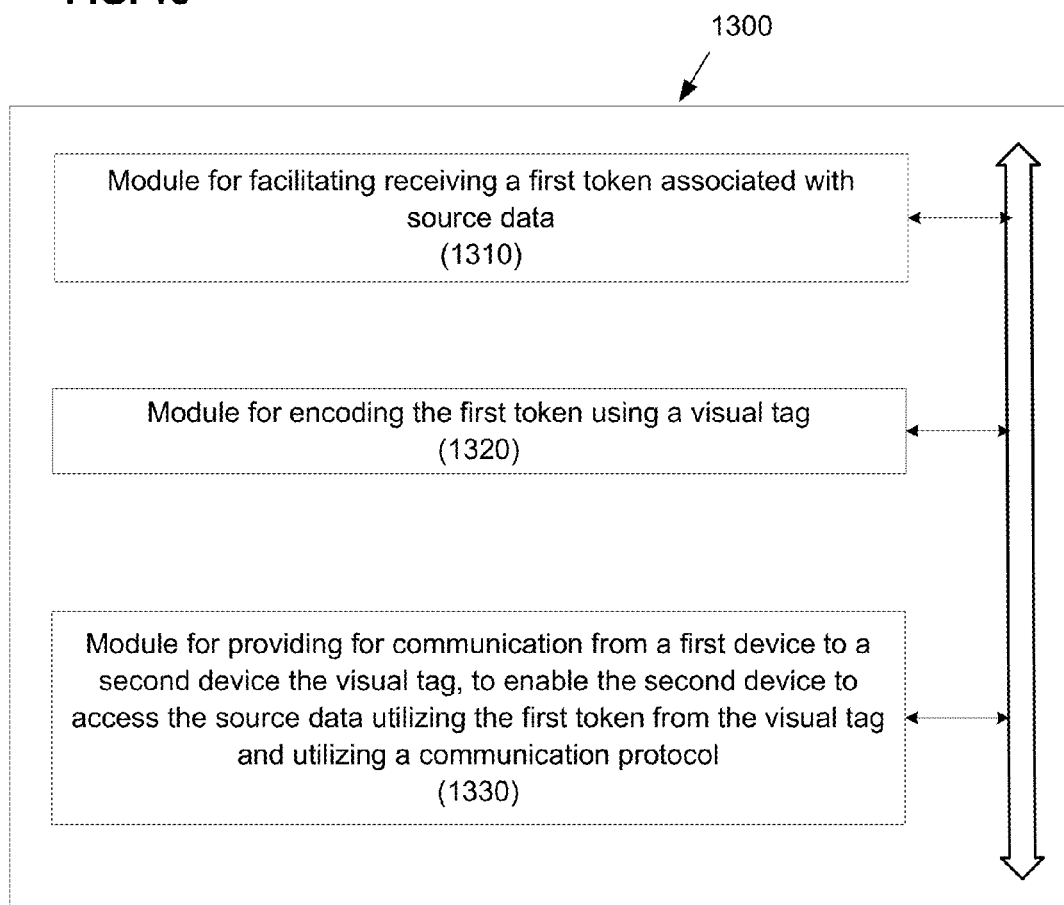 1300
Module for facilitating receiving a first token associated with
source data
(1310)
Module for encoding the first token using a visual tag
(1320)
Module for providing for communication from a first device to a
second device the visual tag, to enable the second device to
access the source data utilizing the first token from the visual tag
and utilizing a communication protocol
(1330)